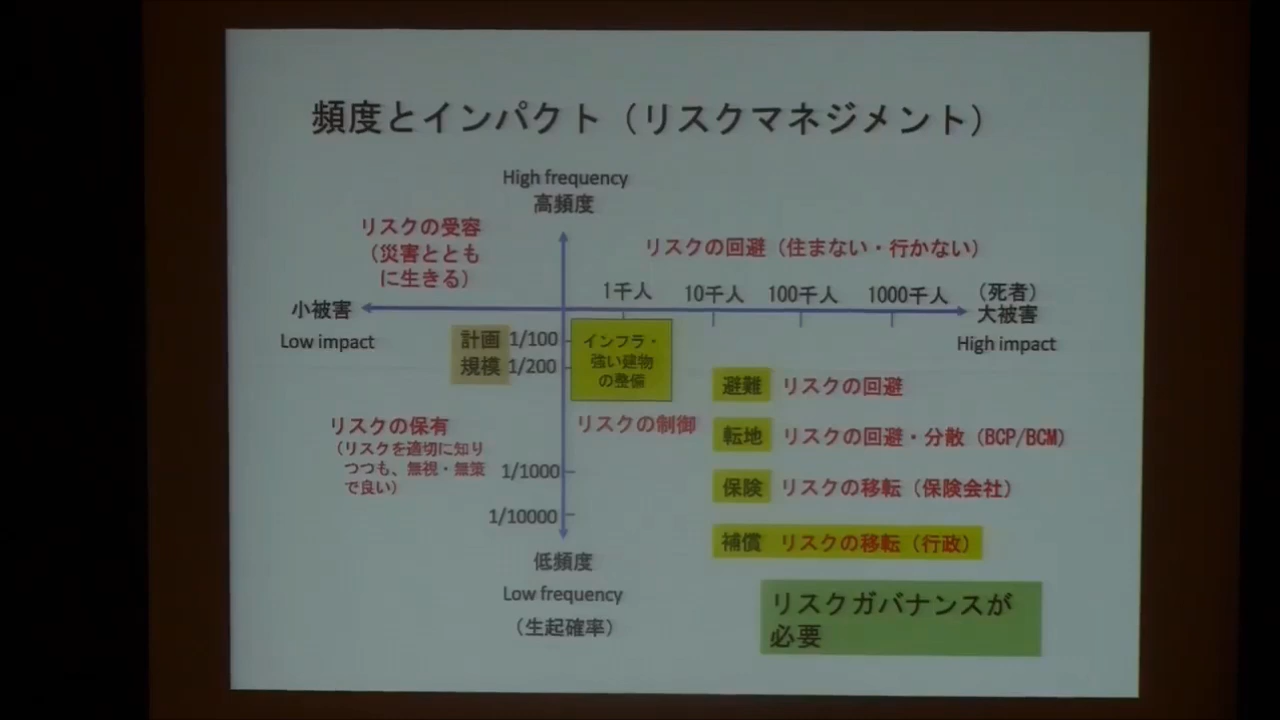 頻度とインパクト（リスクマネジメント）
High frequency
高頻度
リスクの受容
（災害ととも
に生きる）
リスクの回避（住まない・行かない）
1千人 10千人 100千人 1000千人 （死者）
小被害
大被害
Low impact
High impact
計画 1/100
規模 1/200
インフラ・
強い建物
の整備
避難 リスクの回避
リスクの保有
（リスクを適切に知り
つつも、無視・無策
で良い）
リスクの制御
転地 リスクの回避・分散（BCP/BCM）
1/1000
保険 リスクの移転（保険会社）
1/10000
補償 リスクの移転（行政）
低頻度
Low frequency
（生起確率）
リスクガバナンスが
必要